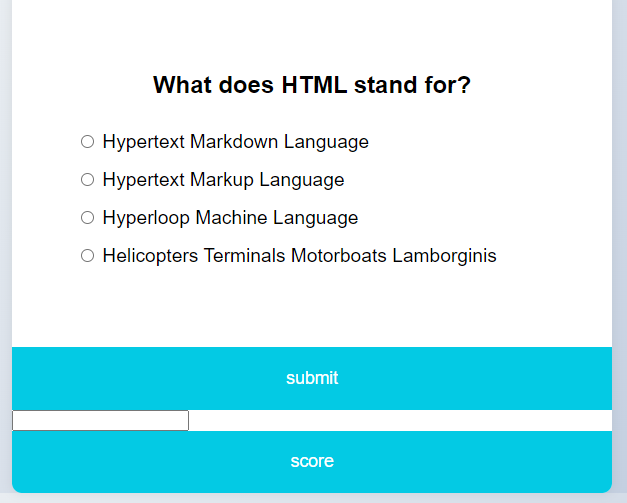 What does HTML stand for?
Hypertext Markdown Language
Hypertext Markup Language
Hyperloop Machine Language
Helicopters Terminals Motorboats Lamborginis
submit
score